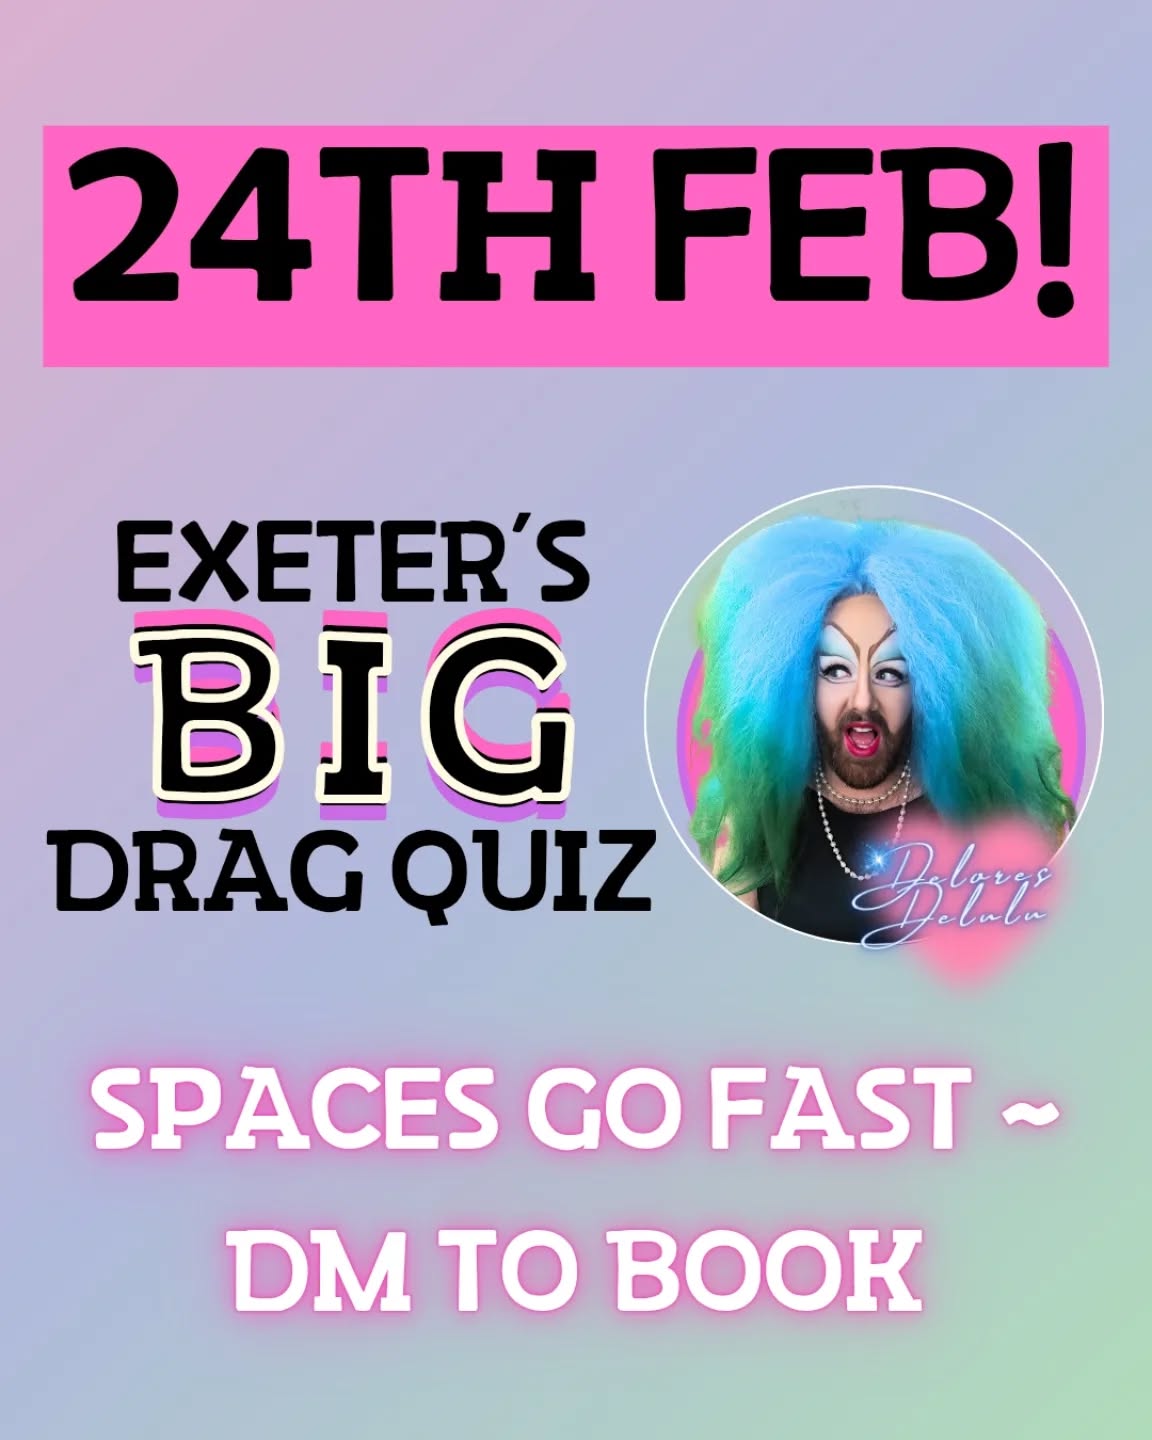 24TH FEB!
EXETER'S
BIG
DRAG QUIZ
Delores
Delulu
SPACES GO FAST ~
DM TO BOOK